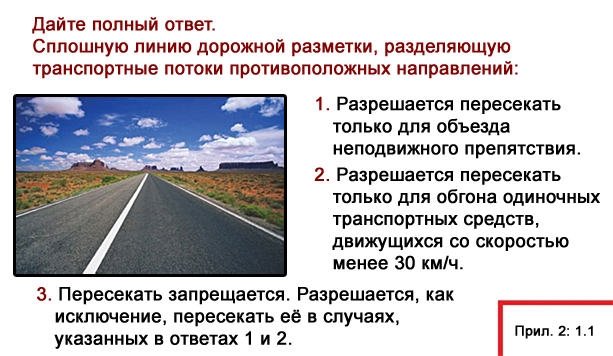 Дайте полный ответ.
Сплошную линию дорожной разметки, разделяющую
транспортные потоки противоположных направлений:
1. Разрешается пересекать
только для объезда
неподвижного препятствия.
2. Разрешается пересекать
только для обгона одиночных
транспортных средств,
движущихся со скоростью
менее 30 км/ч.
3. Пересекать запрещается. Разрешается, как
исключение, пересекать её в случаях,
указанных в ответах 1 и 2.
Прил. 2: 1.1